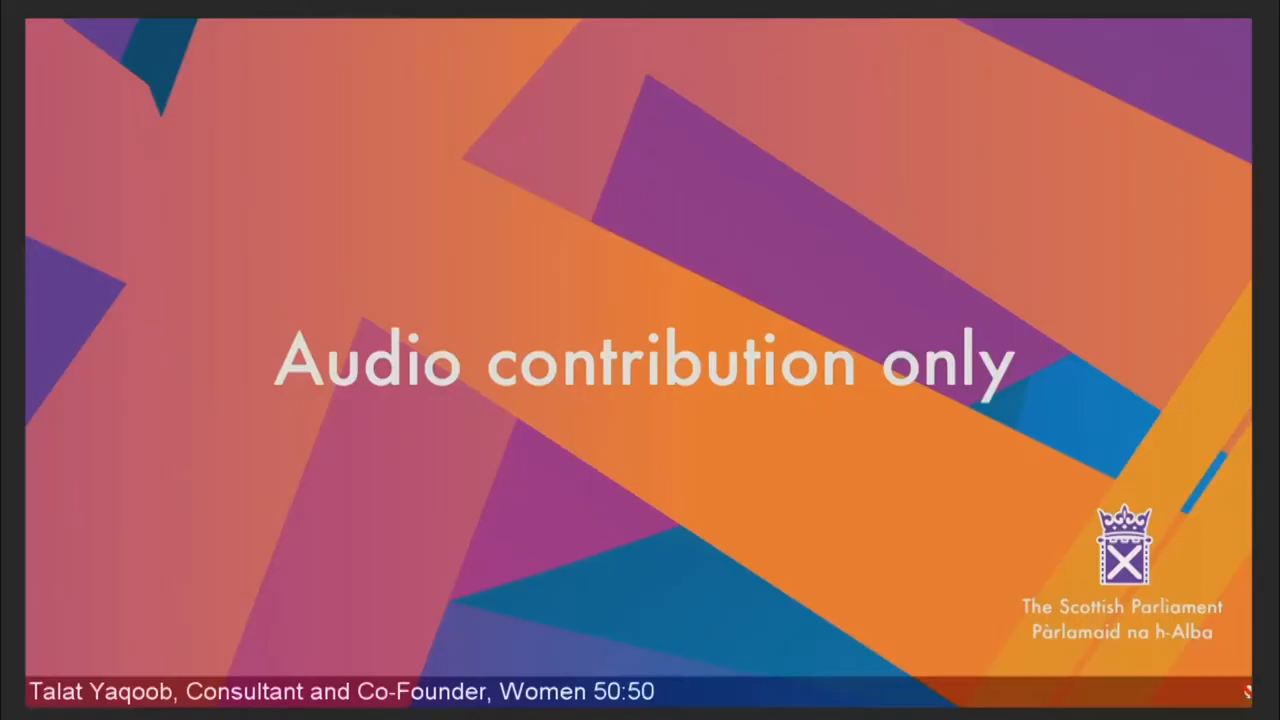 Audio contribution only
The Scottish Parliament
Pàrlamaid na h-Alba
Talat Yaqoob, Consultant and Co-Founder, Women 50:50